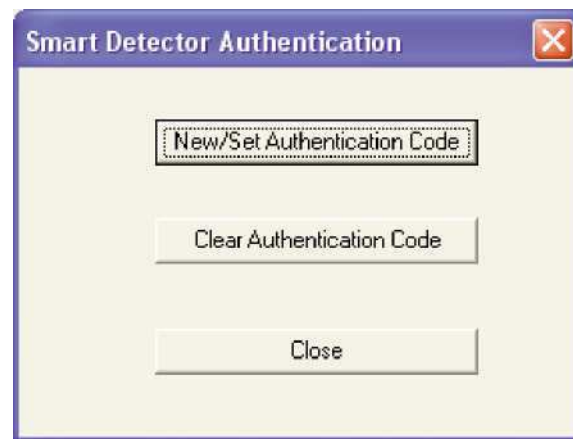 Smart Detector Authentication
New/Set Authentication Code
Clear Authentication Code
Close